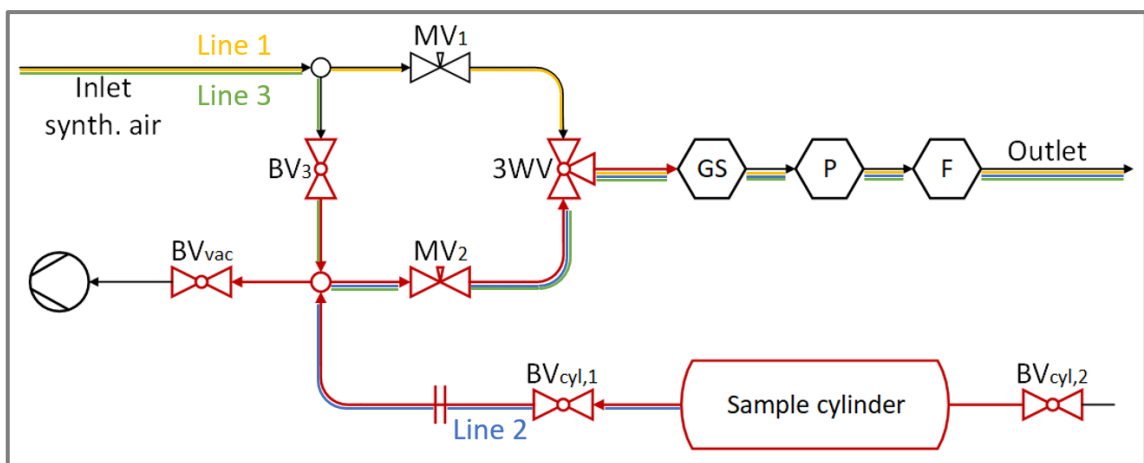 Line 1
MV1
Inlet
synth. air
Line 3
BV3
3WV
GS
P
F
Outlet
BVvac
MV2
BVcyl,1
Sample cylinder
BVcyl,2
Line 2